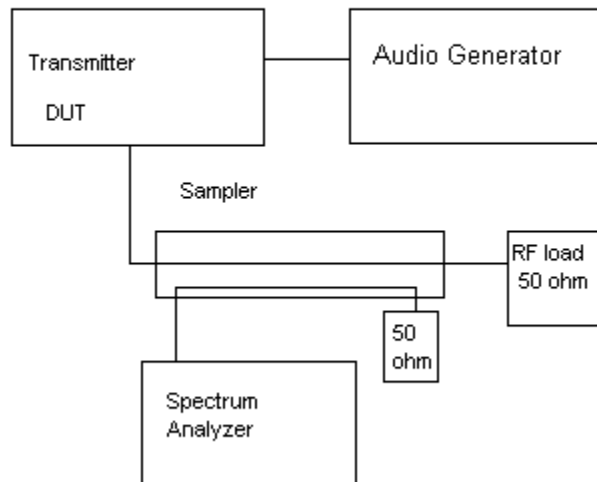 Transmitter
DUT
Audio Generator
Sampler
RF load
50 ohm
50
ohm
Spectrum
Analyzer